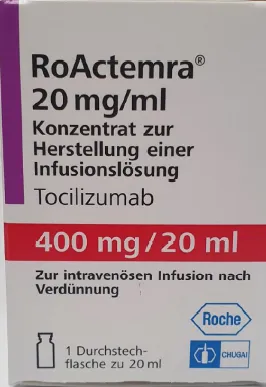 RoActemra®
20 mg/ml
Konzentrat zur
Herstellung einer
Infusionslösung
Tocilizumab
400 mg/20 ml
Zur intravenösen Infusion nach
Verdünnung
Roche
1 Durchstech-
flasche zu 20 ml
CHUGAI